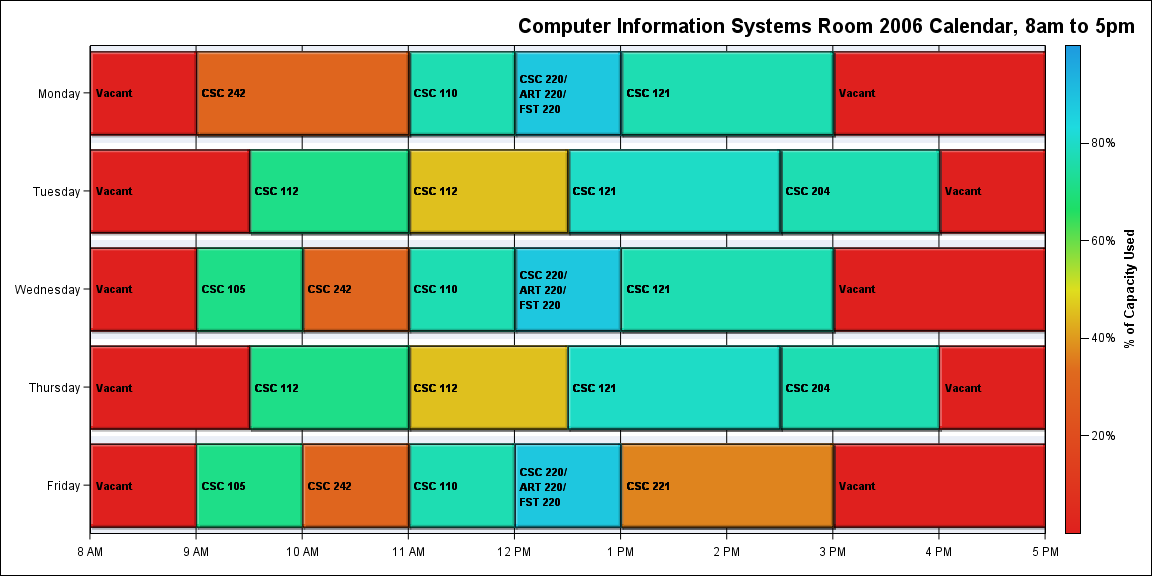 Computer Information Systems Room 2006 Calendar, 8am to 5pm
Monday
Vacant
CSC 242
CSC 110
CSC 220/
ART 220/
FST 220
CSC 121
Vacant
Tuesday
Vacant
CSC 112
CSC 112
CSC 121
CSC 204
Vacant
Wednesday
Vacant
CSC 105
CSC 242
CSC 110
CSC 220/
ART 220/
FST 220
CSC 121
Vacant
Thursday
Vacant
CSC 112
CSC 112
CSC 121
CSC 204
Vacant
Friday
Vacant
CSC 105
CSC 242
CSC 110
CSC 220/
ART 220/
FST 220
CSC 221
Vacant
8 AM
9 AM
10 AM
11 AM
12 PM
1 PM
2 PM
3 PM
4 PM
5 PM
80%
60%
40%
20%
% of Capacity Used